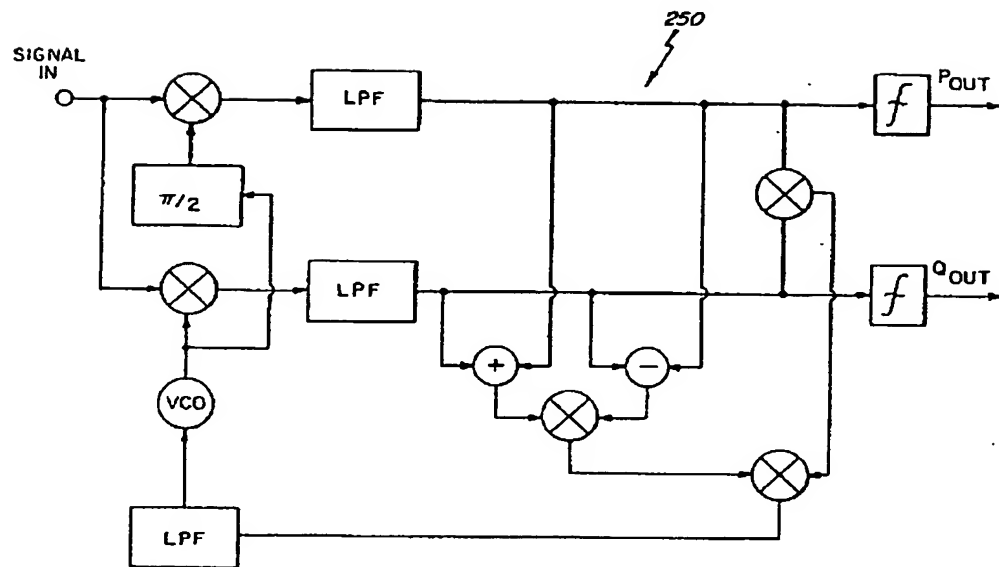 250
SIGNAL
IN
LPF
∫
P OUT
π/2
LPF
∫
Q OUT
+
−
VCO
LPF